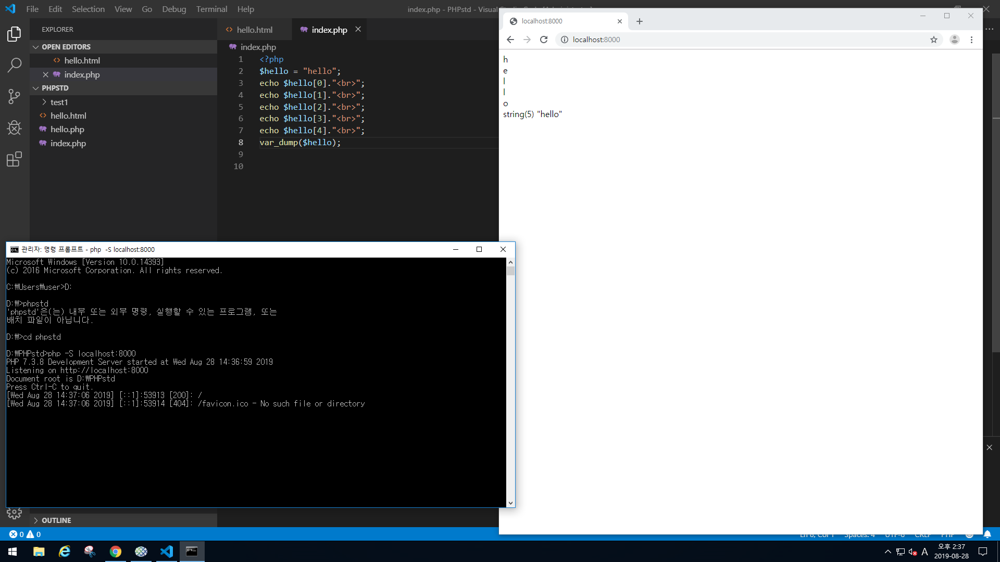 File Edit Selection View Go Debug Terminal Help
index.php - PHPstd - Visual
EXPLORER
OPEN EDITORS
hello.html
index.php
PHPSTD
test1
hello.html
hello.php
index.php
OUTLINE
hello.html index.php
index.php
1 <?php
2 $hello = "hello";
3 echo $hello[0]."<br>";
4 echo $hello[1]."<br>";
5 echo $hello[2]."<br>";
6 echo $hello[3]."<br>";
7 echo $hello[4]."<br>";
8 var_dump($hello);
9
10
localhost:8000
localhost:8000
h
e
l
l
o
string(5) "hello"
관리자: 명령 프롬프트 - php -S localhost:8000
Microsoft Windows [Version 10.0.14393]
(c) 2016 Microsoft Corporation. All rights reserved.
C:₩Users₩user>D:
D:₩>phpstd
'phpstd'은(는) 내부 또는 외부 명령, 실행할 수 있는 프로그램, 또는
배치 파일이 아닙니다.
D:₩>cd phpstd
D:₩PHPstd>php -S localhost:8000
PHP 7.3.8 Development Server started at Wed Aug 28 14:36:59 2019
Listening on http://localhost:8000
Document root is D:₩PHPstd
Press Ctrl-C to quit.
[Wed Aug 28 14:37:06 2019] [::1]:53913 [200]: /
[Wed Aug 28 14:37:06 2019] [::1]:53914 [404]: /favicon.ico - No such file or directory
0 0
Ln 8, Col 1 Spaces: 4 UTF-8 CRLF PHP
A 오후 2:37
2019-08-28